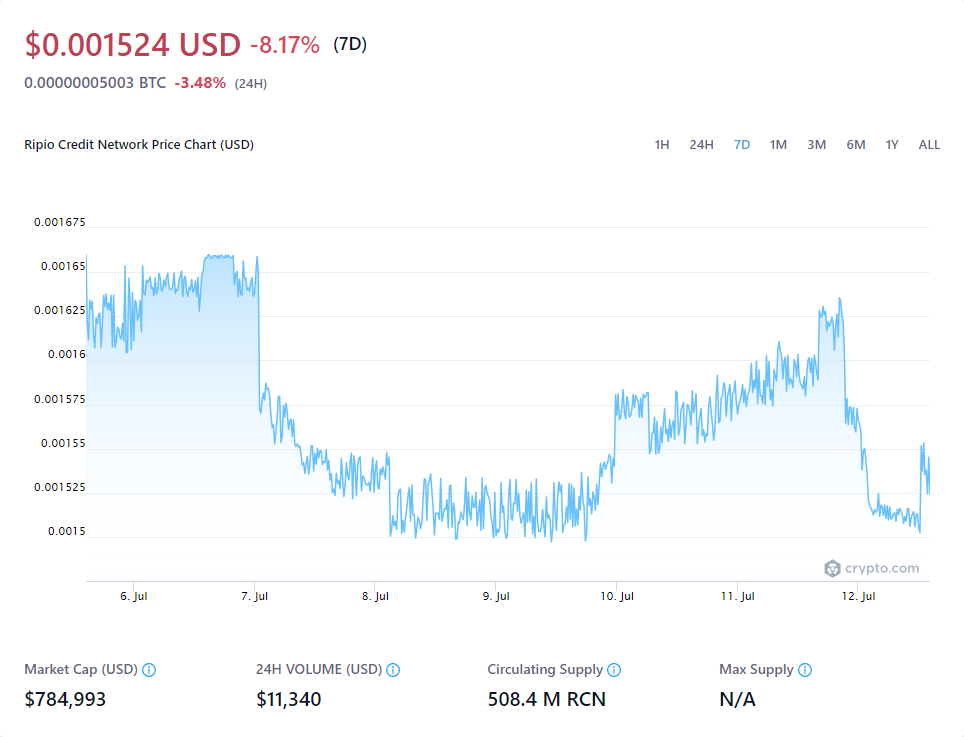 $0.001524 USD -8.17% (7D)
0.00000005003 BTC -3.48% (24H)
Ripio Credit Network Price Chart (USD)
1H 24H 7D 1M 3M 6M 1Y ALL
0.001675
0.00165
0.001625
0.0016
0.001575
0.00155
0.001525
0.0015
crypto.com
6. Jul 7. Jul 8. Jul 9. Jul 10. Jul 11. Jul 12. Jul
Market Cap (USD) 24H VOLUME (USD) Circulating Supply Max Supply
$784,993 $11,340 508.4 M RCN N/A